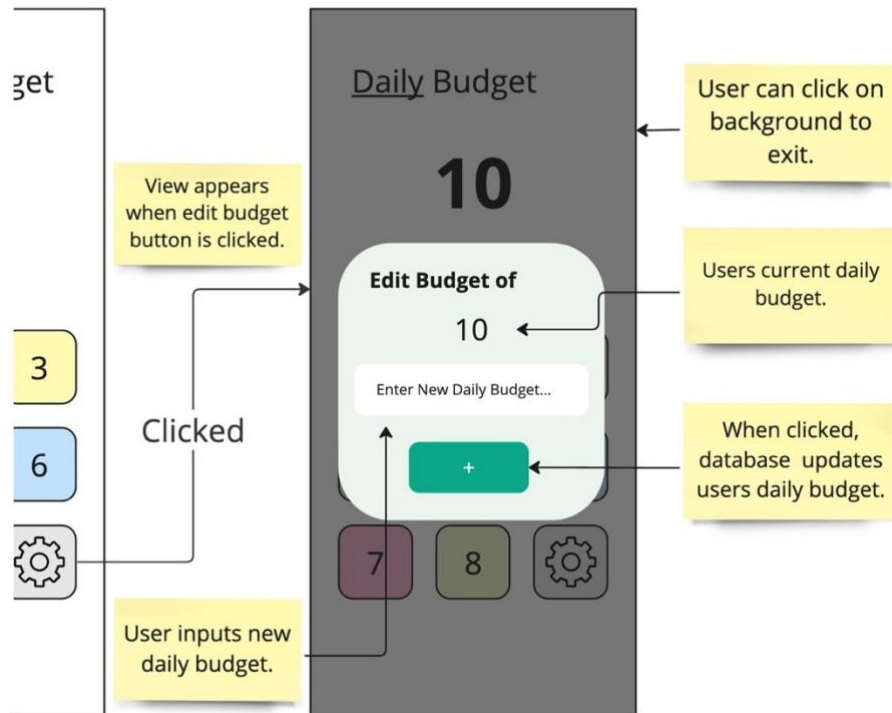 get
3
6
Clicked
View appears
when edit budget
button is clicked.
User inputs new
daily budget.
Daily Budget
10
Edit Budget of
10
Enter New Daily Budget...
+
7
8
User can click on
background to
exit.
Users current daily
budget.
When clicked,
database updates
users daily budget.